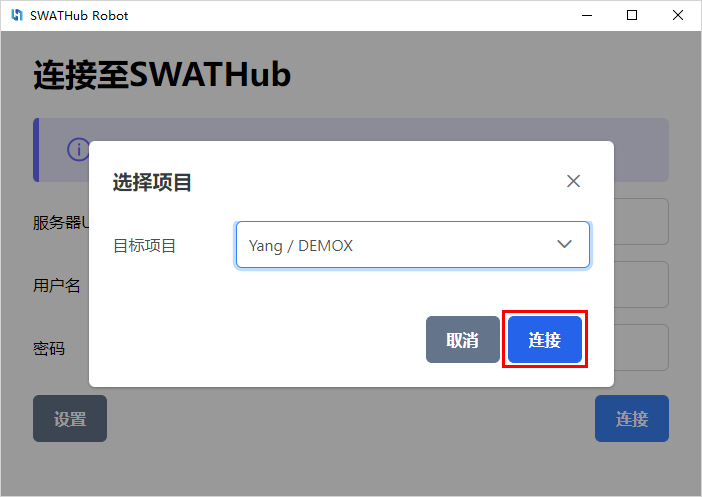 SWATHub Robot
连接至SWATHub
选择项目
服务器U
目标项目
Yang / DEMOX
用户名
取消
连接
密码
设置
连接